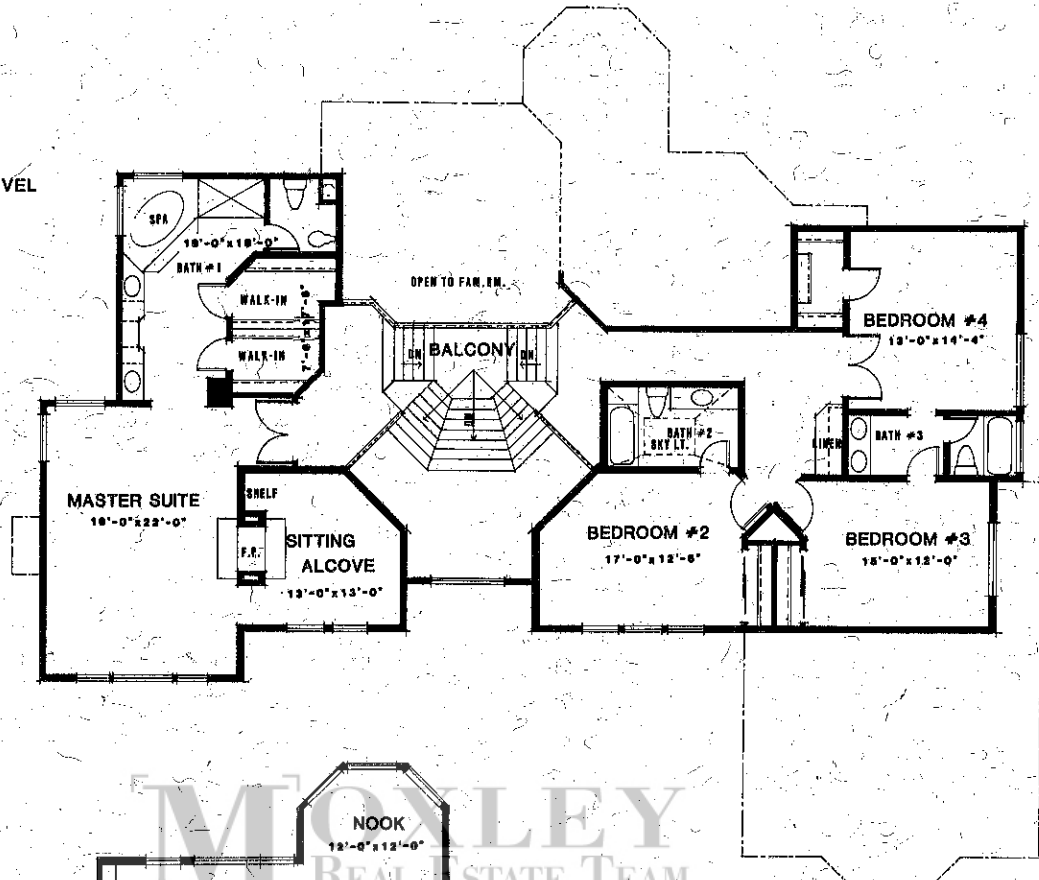 VEL
SPA
BATH #1
WALK-IN
WALK-IN
OPEN TO FAM. RM.
BALCONY
DN
DN
DN
BEDROOM #4
13'-0"x14'-4"
BATH #2
SKY LT.
LINEN
BATH #3
MASTER SUITE
16'-0"x22'-0"
SHELF
F.P.
SITTING
ALCOVE
13'-0"x13'-0"
BEDROOM #2
17'-0"x12'-6"
BEDROOM #3
15'-0"x12'-0"
NOOK
12'-0"x12'-0"
MOXLEY
REAL ESTATE TEAM